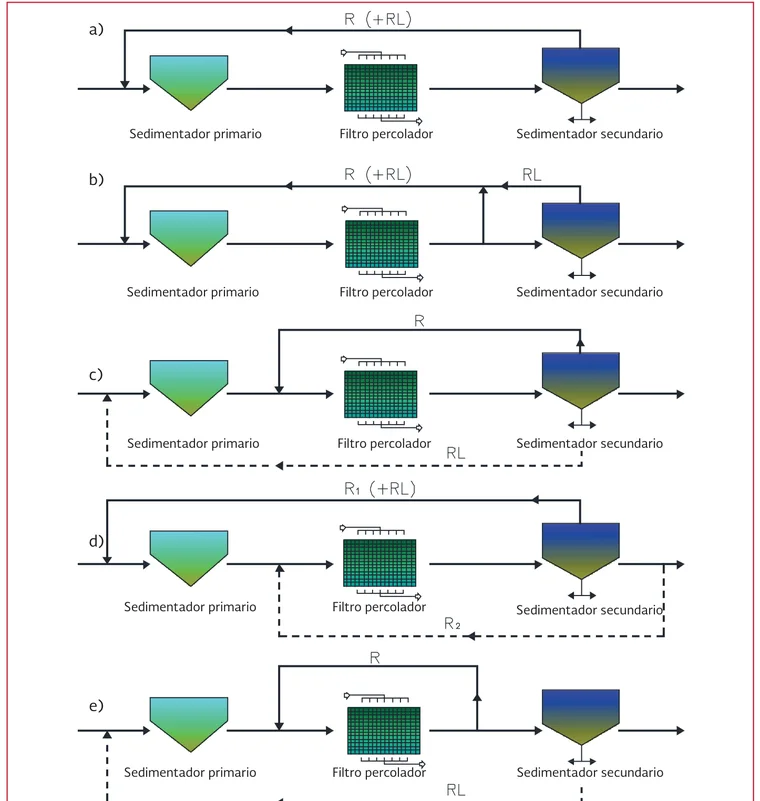 R (+RL)
a)
Sedimentador primario Filtro percolador Sedimentador secundario
R (+RL) RL
b)
Sedimentador primario Filtro percolador Sedimentador secundario
R
c)
Sedimentador primario Filtro percolador Sedimentador secundario
RL
R₁ (+RL)
d)
Sedimentador primario Filtro percolador Sedimentador secundario
R₂
R
e)
Sedimentador primario Filtro percolador Sedimentador secundario
RL